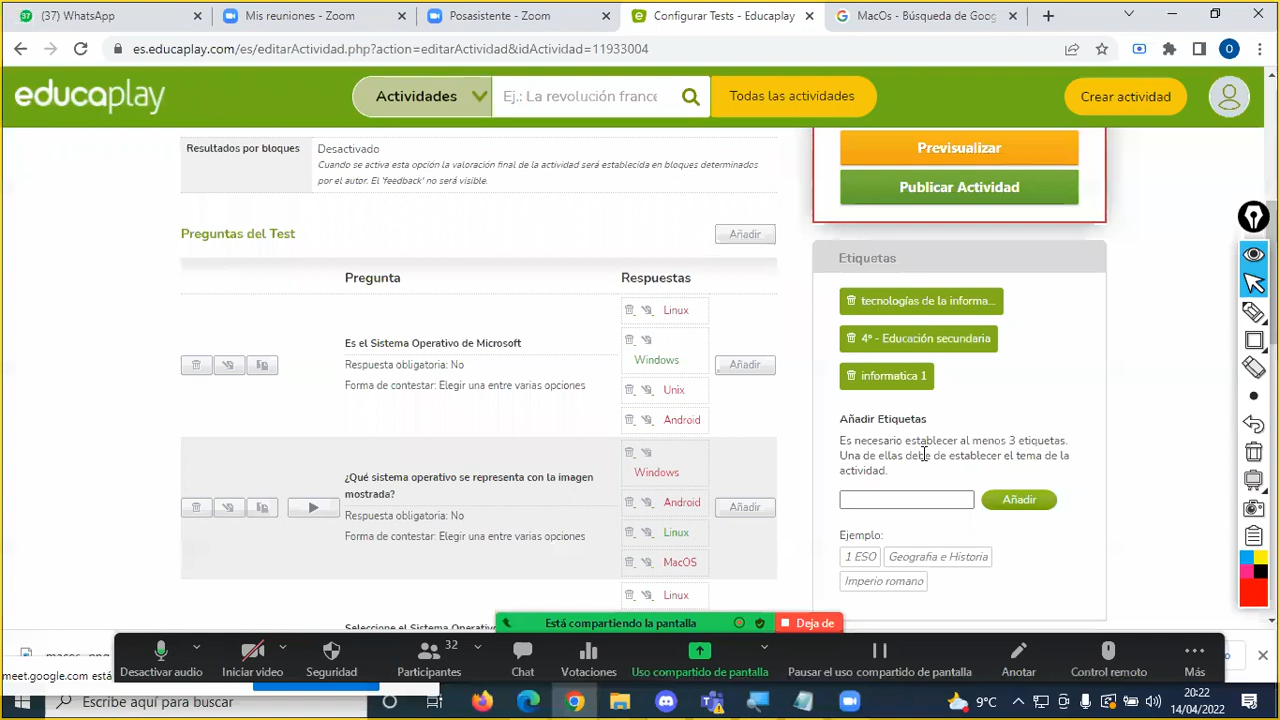 (37) WhatsApp
Mis reuniones - Zoom
Posasistente - Zoom
Configurar Tests - Educaplay
MacOs - Búsqueda de Goog
es.educaplay.com/es/editarActividad.php?action=editarActividad&idActividad=11933004
O
educaplay
Actividades
Ej.: La revolución france
Todas las actividades
Crear actividad
Resultados por bloques
Desactivado
Cuando se activa esta opción la valoración final de la actividad será establecida en bloques determinados
por el autor. El 'feedback' no será visible.
Previsualizar
Publicar Actividad
Preguntas del Test
Añadir
Pregunta
Respuestas
Es el Sistema Operativo de Microsoft
Respuesta obligatoria: No
Forma de contestar: Elegir una entre varias opciones
Linux
Windows
Unix
Android
Añadir
¿Qué sistema operativo se representa con la imagen
mostrada?
Respuesta obligatoria: No
Forma de contestar: Elegir una entre varias opciones
Windows
Android
Linux
MacOS
Añadir
Linux
Etiquetas
tecnologías de la informa...
4º - Educación secundaria
informatica 1
Añadir Etiquetas
Es necesario establecer al menos 3 etiquetas.
Una de ellas debe de establecer el tema de la
actividad.
Añadir
Ejemplo:
1 ESO
Geografia e Historia
Imperio romano
Está compartiendo la pantalla
Deja de
Desactivar audio
Iniciar video
Seguridad
32
Participantes
Chat
Votaciones
Uso compartido de pantalla
Pausar el uso compartido de pantalla
Anotar
Control remoto
Más
meet.google.com está
Escribe aquí para buscar
9°C
20:22
14/04/2022